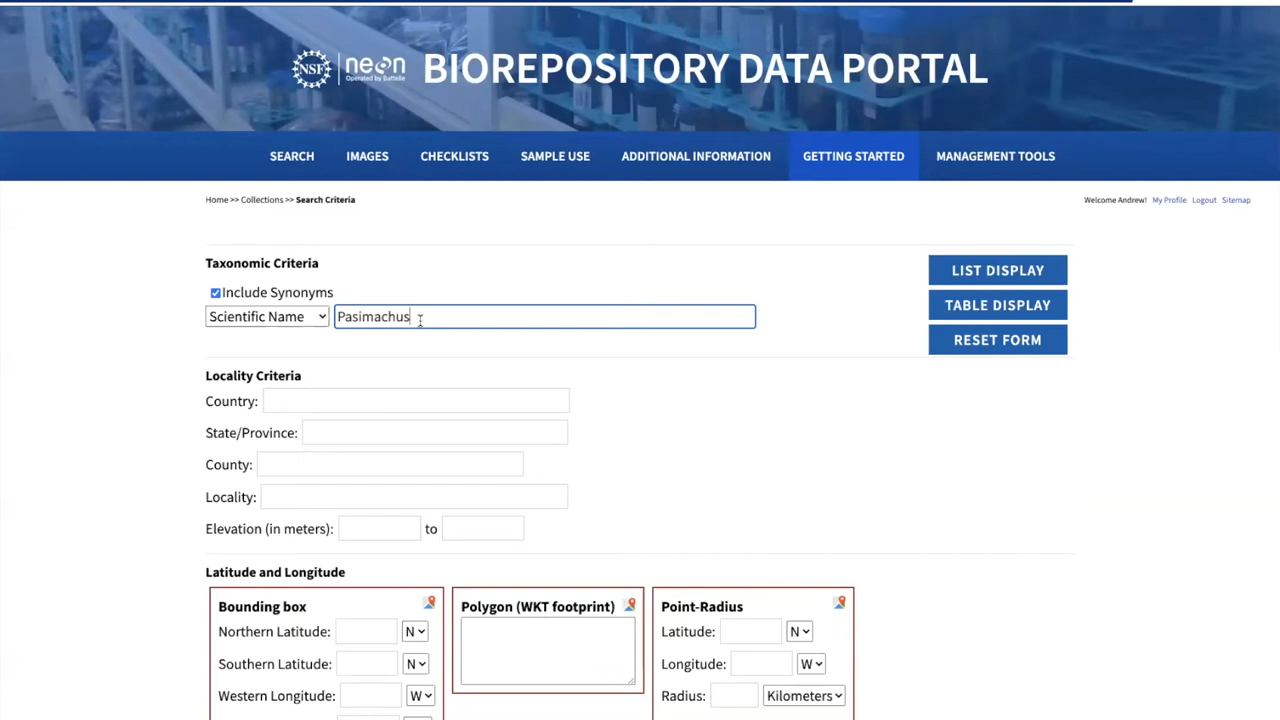 NSF neon Operated by Battelle BIOREPOSITORY DATA PORTAL
SEARCH IMAGES CHECKLISTS SAMPLE USE ADDITIONAL INFORMATION GETTING STARTED MANAGEMENT TOOLS
Home >> Collections >> Search Criteria Welcome Andrew! My Profile Logout Sitemap
Taxonomic Criteria
LIST DISPLAY
Include Synonyms
TABLE DISPLAY
Scientific Name Pasimachus
RESET FORM
Locality Criteria
Country:
State/Province:
County:
Locality:
Elevation (in meters): to
Latitude and Longitude
Bounding box Polygon (WKT footprint) Point-Radius
Northern Latitude: N Latitude: N
Southern Latitude: N Longitude: W
Western Longitude: W Radius: Kilometers